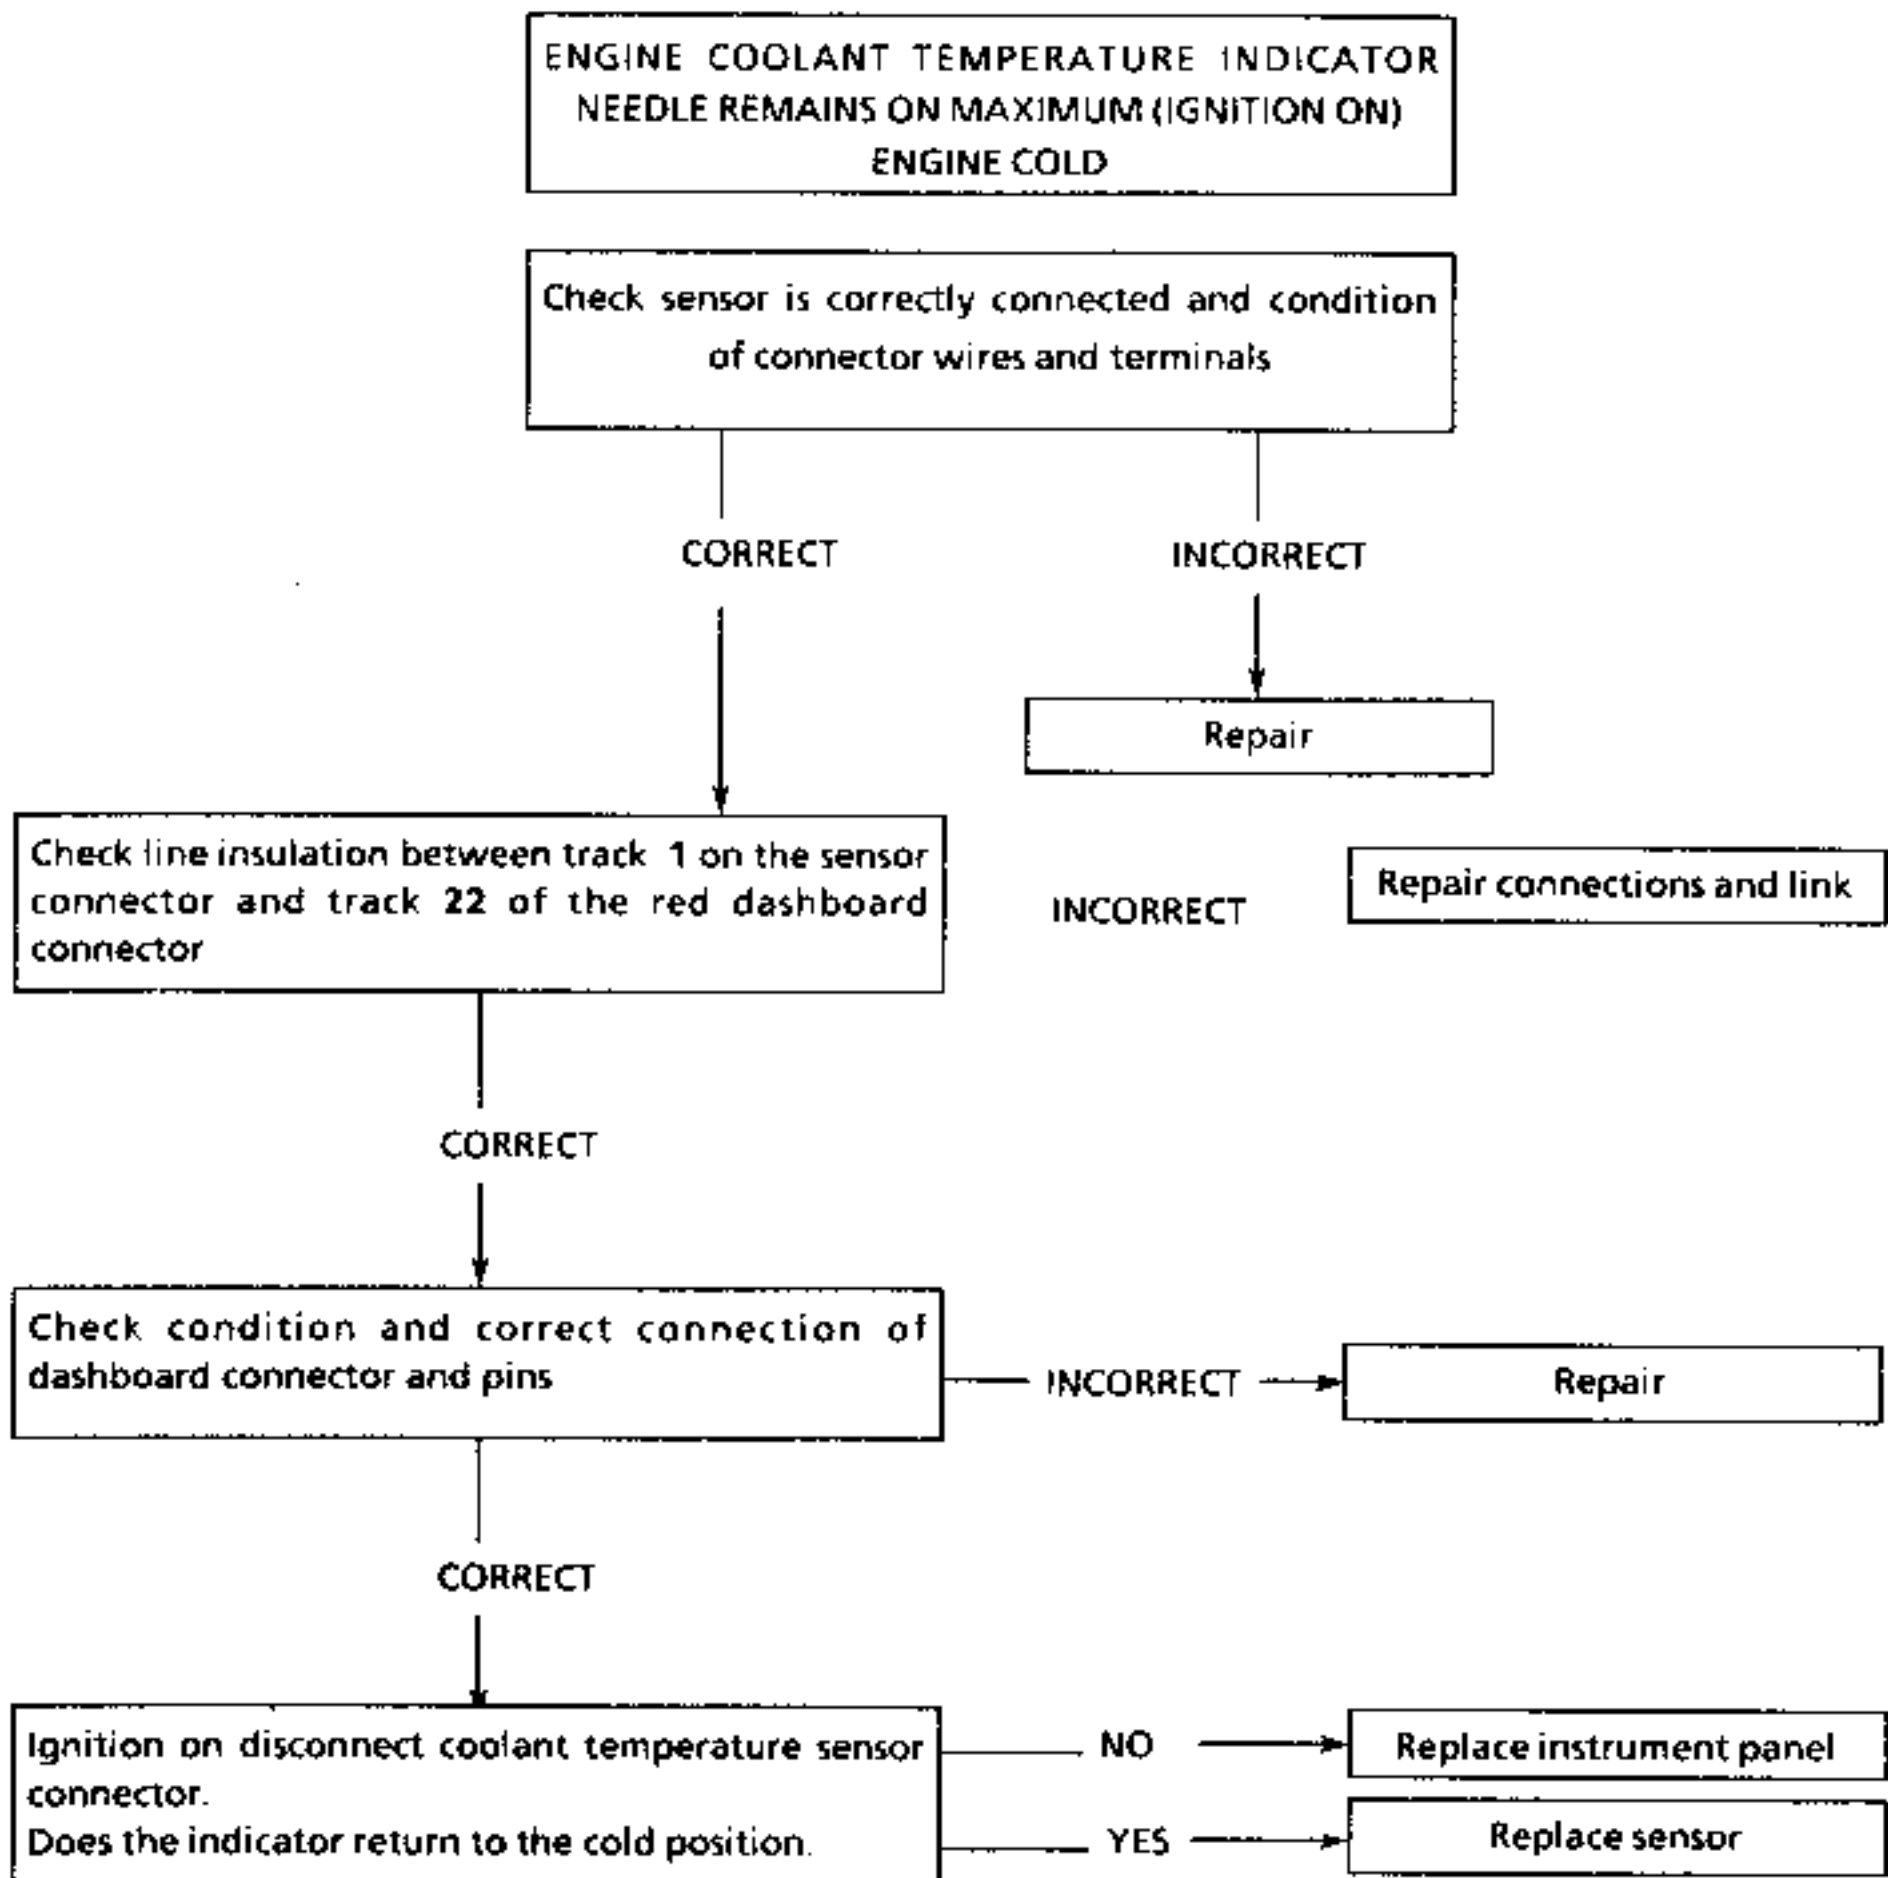 ENGINE COOLANT TEMPERATURE INDICATOR
NEEDLE REMAINS ON MAXIMUM (IGNITION ON)
ENGINE COLD
Check sensor is correctly connected and condition
of connector wires and terminals
CORRECT
INCORRECT
Repair
Check line insulation between track 1 on the sensor
connector and track 22 of the red dashboard
connector
INCORRECT
Repair connections and link
CORRECT
Check condition and correct connection of
dashboard connector and pins
INCORRECT
Repair
CORRECT
Ignition on disconnect coolant temperature sensor
connector.
Does the indicator return to the cold position.
NO
Replace instrument panel
YES
Replace sensor